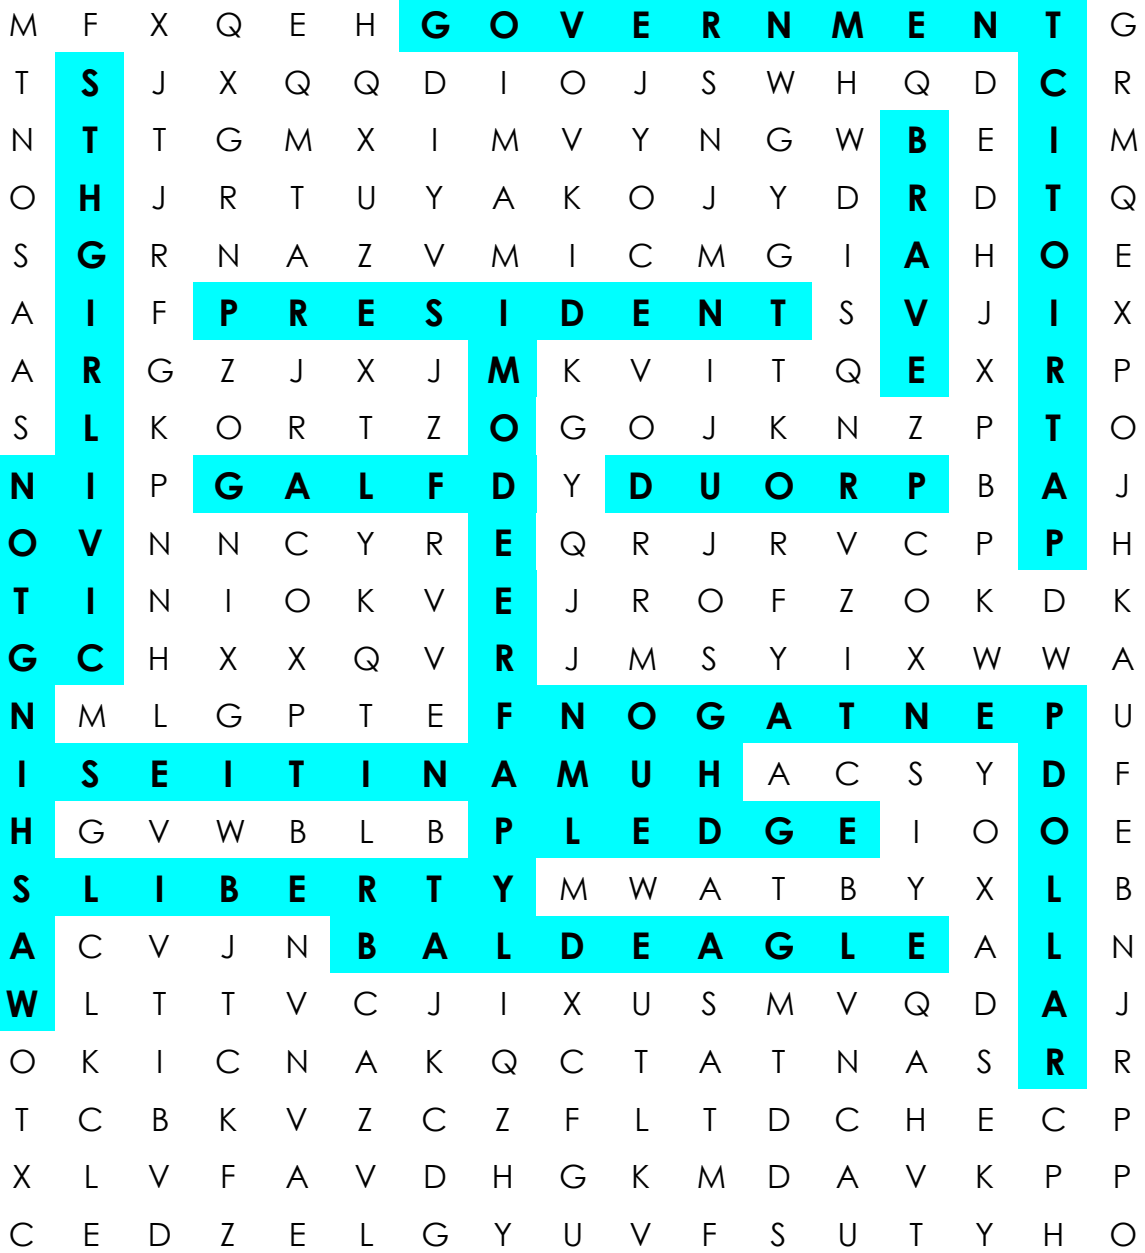 M F X Q E H G O V E R N M E N T G
T S J X Q Q D I O J S W H Q D C R
N T T G M X I M V Y N G W B E I M
O H J R T U Y A K O J Y D R D T Q
S G R N A Z V M I C M G I A H O E
A I F P R E S I D E N T S V J I X
A R G Z J X J M K V I T Q E X R P
S L K O R T Z O G O J K N Z P T O
N I P G A L F D Y D U O R P B A J
O V N N C Y R E Q R J R V C P P H
T I N I O K V E J R O F Z O K D K
G C H X X Q V R J M S Y I X W W A
N M L G P T E F N O G A T N E P U
I S E I T I N A M U H A C S Y D F
H G V W B L B P L E D G E I O O E
S L I B E R T Y M W A T B Y X L B
A C V J N B A L D E A G L E A L N
W L T T V C J I X U S M V Q D A J
O K I C N A K Q C T A T N A S R R
T C B K V Z C Z F L T D C H E C P
X L V F A V D H G K M D A V K P P
C E D Z E L G Y U V F S U T Y H O